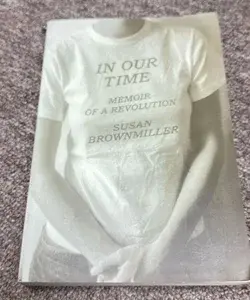 IN OUR
TIME
MEMOIR
OF A REVOLUTION
SUSAN
BROWNMILLER